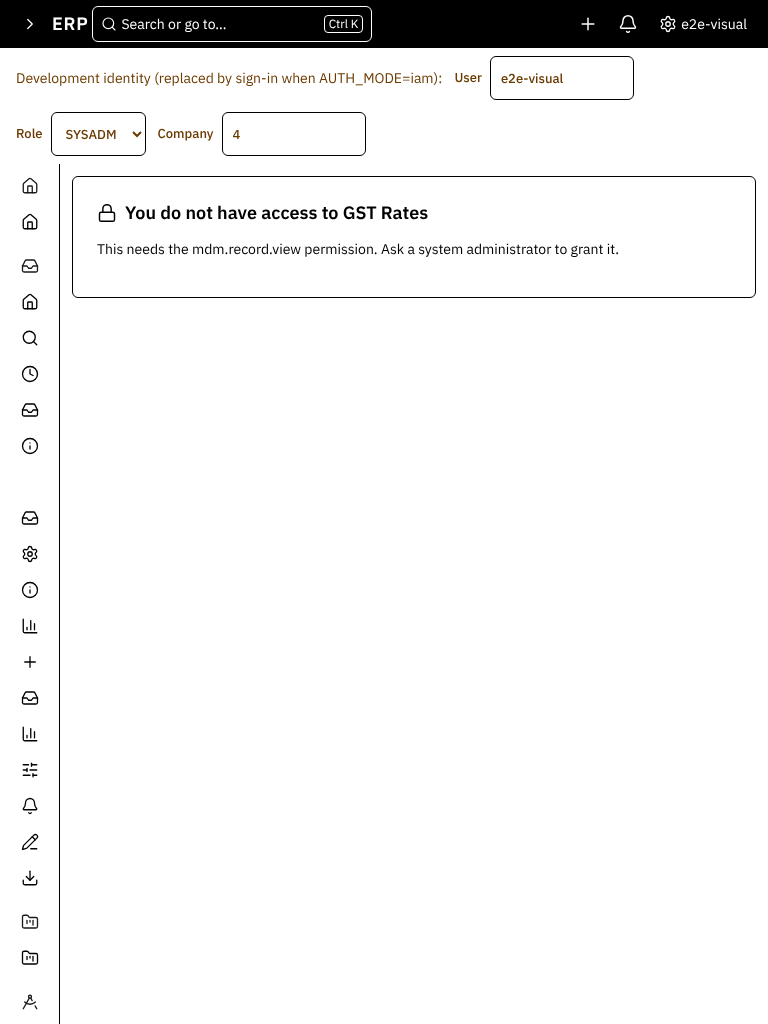 ERP Search or go to... Ctrl K e2e-visual
Development identity (replaced by sign-in when AUTH_MODE=iam): User e2e-visual
Role SYSADM Company 4
You do not have access to GST Rates
This needs the mdm.record.view permission. Ask a system administrator to grant it.